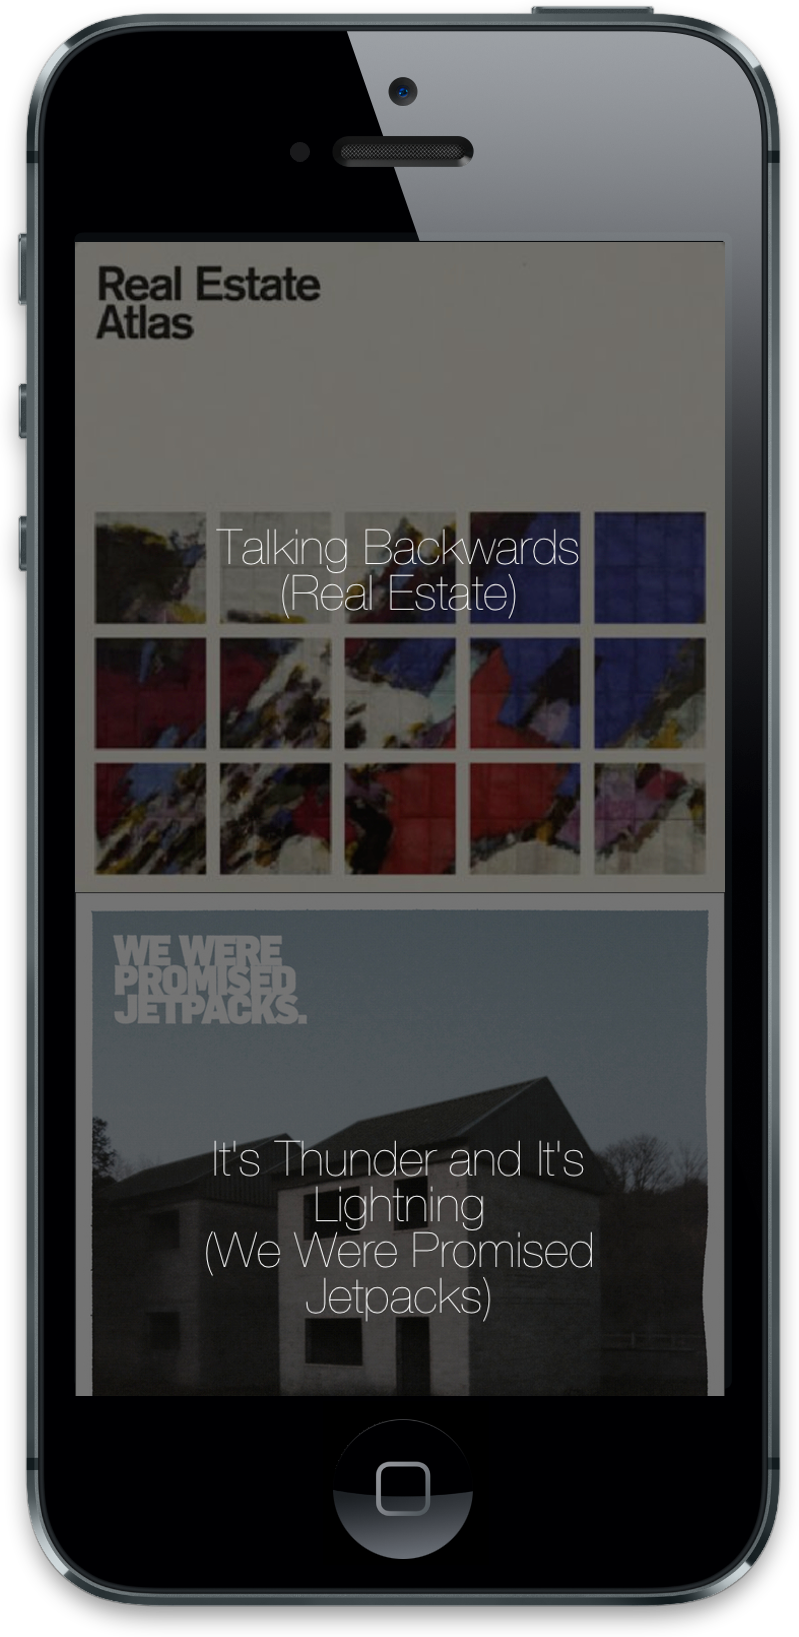 Real Estate
Atlas
Talking Backwards
(Real Estate)
WE WERE
PROMISED
JETPACKS.
It's Thunder and It's
Lightning
(We Were Promised
Jetpacks)